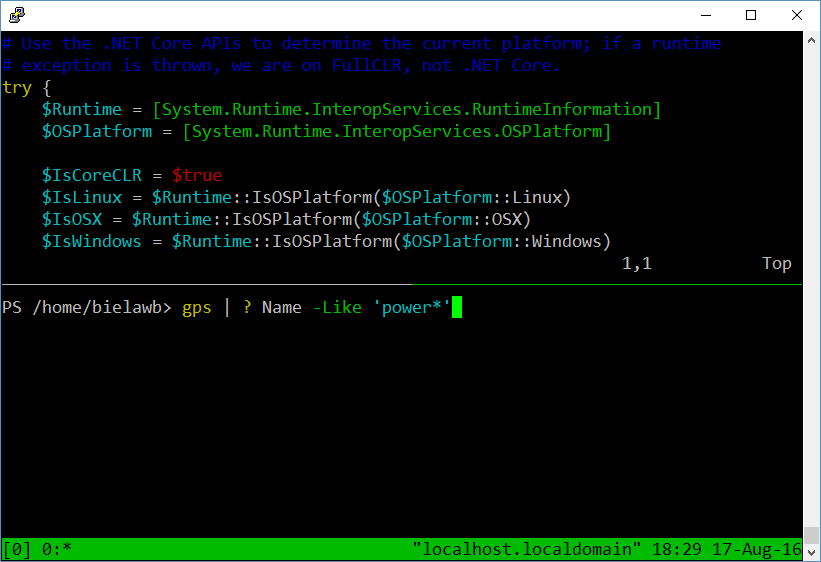 # Use the .NET Core APIs to determine the current platform; if a runtime
# exception is thrown, we are on FullCLR, not .NET Core.
try {
    $Runtime = [System.Runtime.InteropServices.RuntimeInformation]
    $OSPlatform = [System.Runtime.InteropServices.OSPlatform]

    $IsCoreCLR = $true
    $IsLinux = $Runtime::IsOSPlatform($OSPlatform::Linux)
    $IsOSX = $Runtime::IsOSPlatform($OSPlatform::OSX)
    $IsWindows = $Runtime::IsOSPlatform($OSPlatform::Windows)
1,1 Top
PS /home/bielawb> gps | ? Name -Like 'power*'
[0] 0:* "localhost.localdomain" 18:29 17-Aug-16